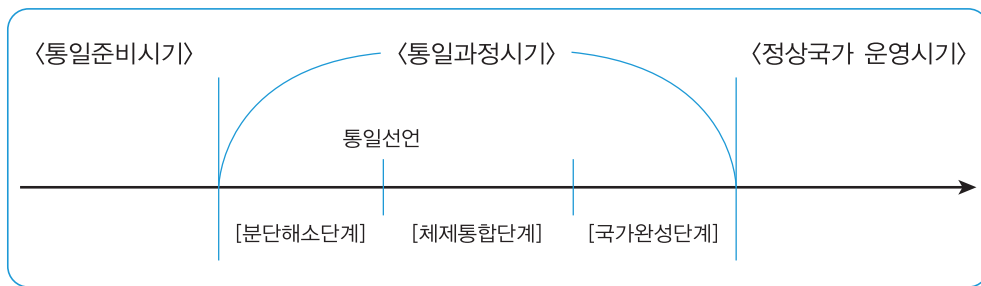 〈통일준비시기〉 〈통일과정시기〉 〈정상국가 운영시기〉
통일선언
[분단해소단계] [체제통합단계] [국가완성단계]